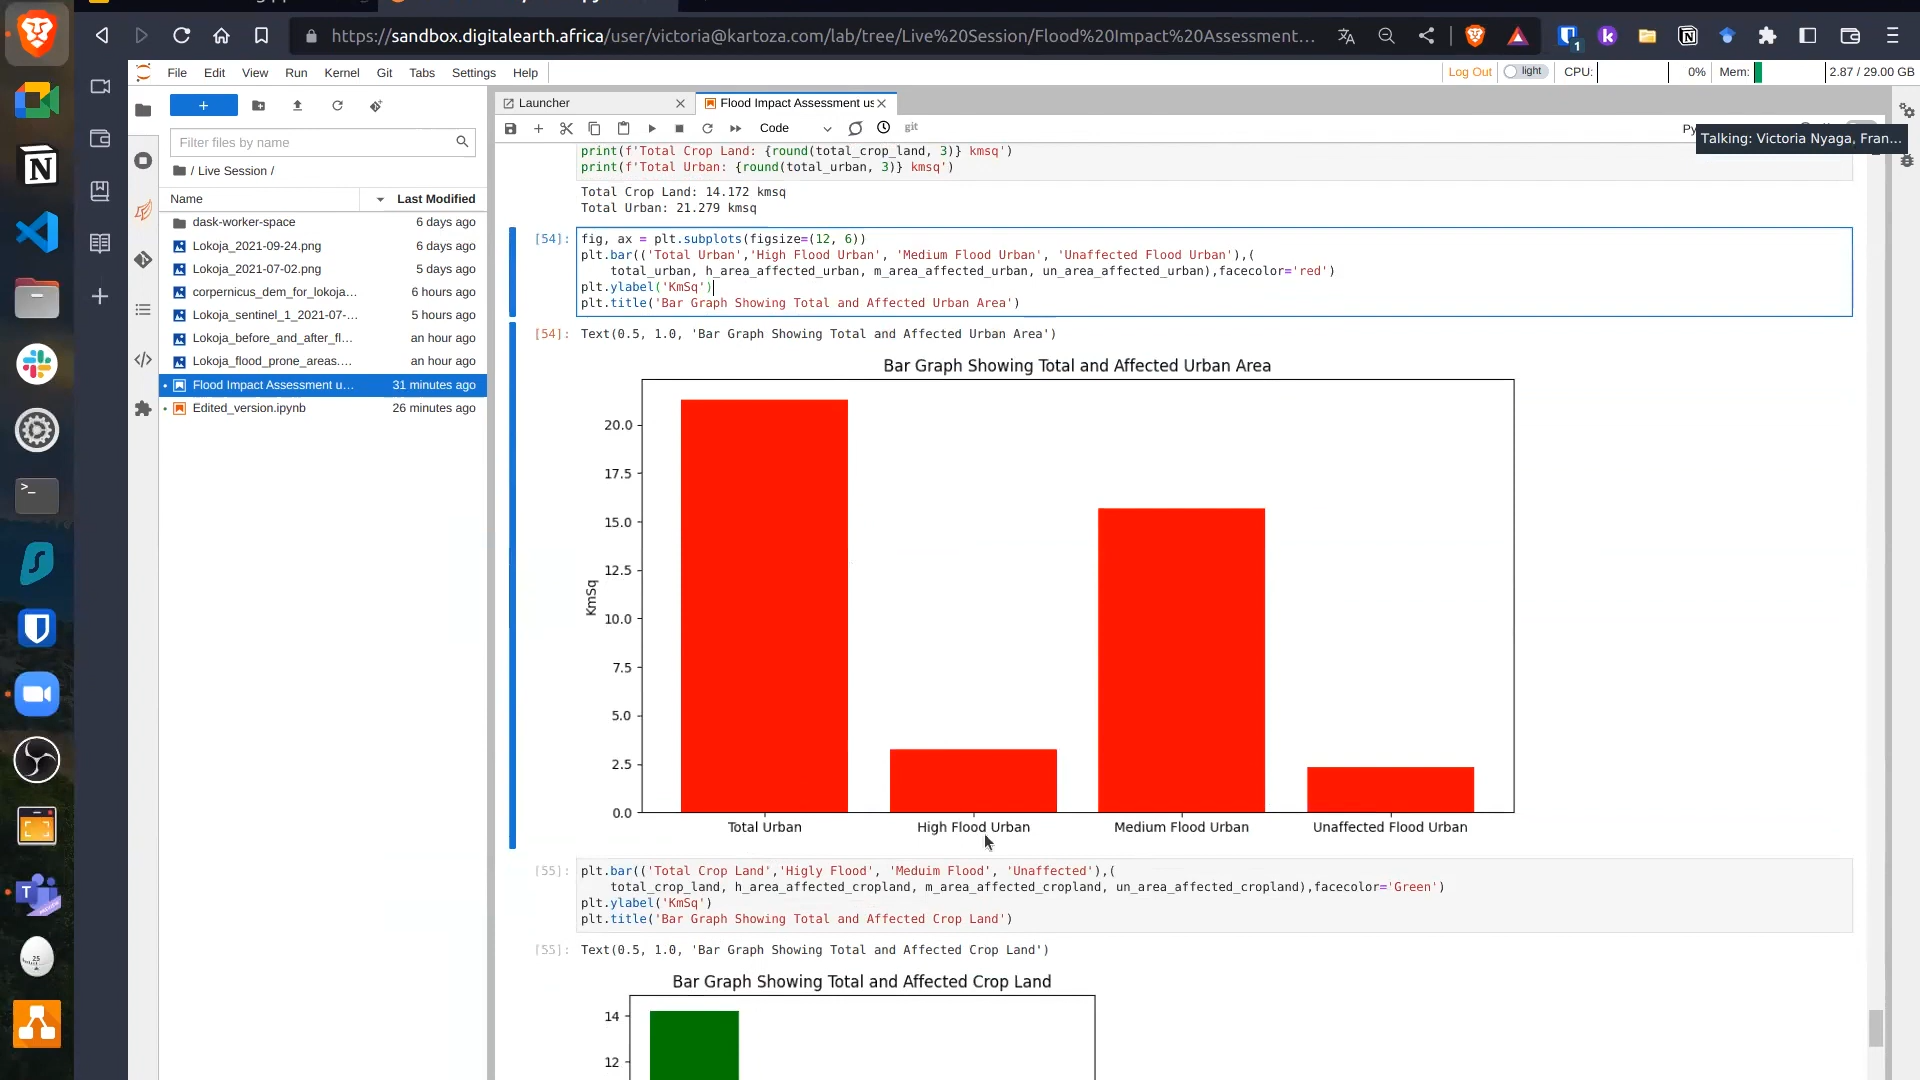 https://sandbox.digitalearth.africa/user/victoria@kartoza.com/lab/tree/Live%20Session/Flood%20Impact%20Assessment...
1
File Edit View Run Kernel Git Tabs Settings Help
Log Out light CPU: 0% Mem: 2.87 / 29.00 GB
Launcher
Flood Impact Assessment us
Code
git
Py
Talking: Victoria Nyaga, Fran...
Filter files by name
/ Live Session /
Name Last Modified
dask-worker-space 6 days ago
Lokoja_2021-09-24.png 6 days ago
Lokoja_2021-07-02.png 5 days ago
corpernicus_dem_for_lokoja... 6 hours ago
Lokoja_sentinel_1_2021-07-... 5 hours ago
Lokoja_before_and_after_fl... an hour ago
Lokoja_flood_prone_areas.... an hour ago
Flood Impact Assessment u... 31 minutes ago
Edited_version.ipynb 26 minutes ago
print(f'Total Crop Land: {round(total_crop_land, 3)} kmsq')
print(f'Total Urban: {round(total_urban, 3)} kmsq')
Total Crop Land: 14.172 kmsq
Total Urban: 21.279 kmsq
[54]: fig, ax = plt.subplots(figsize=(12, 6))
plt.bar(('Total Urban','High Flood Urban', 'Medium Flood Urban', 'Unaffected Flood Urban'),(
total_urban, h_area_affected_urban, m_area_affected_urban, un_area_affected_urban),facecolor='red')
plt.ylabel('KmSq')
plt.title('Bar Graph Showing Total and Affected Urban Area')
[54]: Text(0.5, 1.0, 'Bar Graph Showing Total and Affected Urban Area')
Bar Graph Showing Total and Affected Urban Area
20.0
17.5
15.0
12.5
10.0
7.5
5.0
2.5
0.0
KmSq
Total Urban High Flood Urban Medium Flood Urban Unaffected Flood Urban
[55]: plt.bar(('Total Crop Land','Higly Flood', 'Meduim Flood', 'Unaffected'),(
total_crop_land, h_area_affected_cropland, m_area_affected_cropland, un_area_affected_cropland),facecolor='Green')
plt.ylabel('KmSq')
plt.title('Bar Graph Showing Total and Affected Crop Land')
[55]: Text(0.5, 1.0, 'Bar Graph Showing Total and Affected Crop Land')
Bar Graph Showing Total and Affected Crop Land
14
12
25